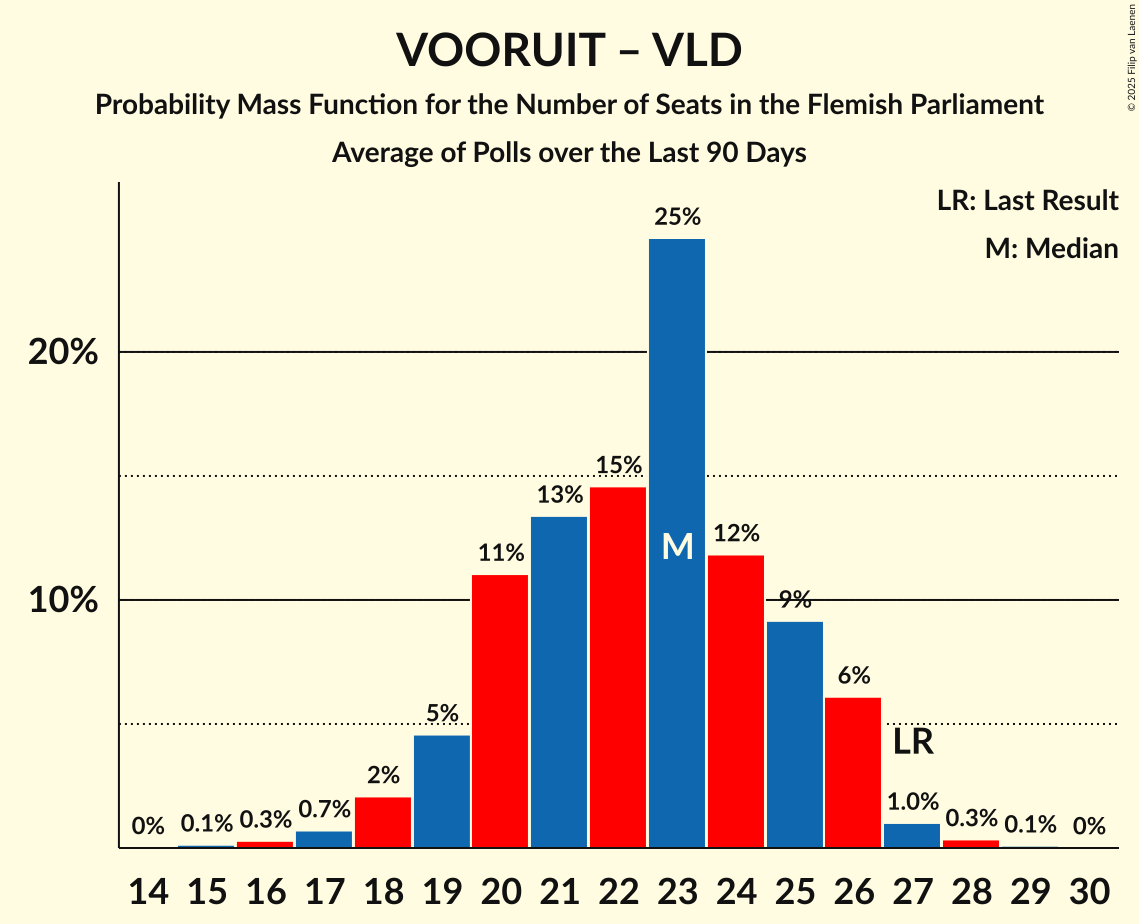 VOORUIT – VLD
Probability Mass Function for the Number of Seats in the Flemish Parliament
Average of Polls over the Last 90 Days
© 2025 Filip van Laenen
LR: Last Result
M: Median
20%
10%
0%
0.1%
0.3%
0.7%
2%
5%
11%
13%
15%
25%
M
12%
9%
6%
LR
1.0%
0.3%
0.1%
0%
14 15 16 17 18 19 20 21 22 23 24 25 26 27 28 29 30